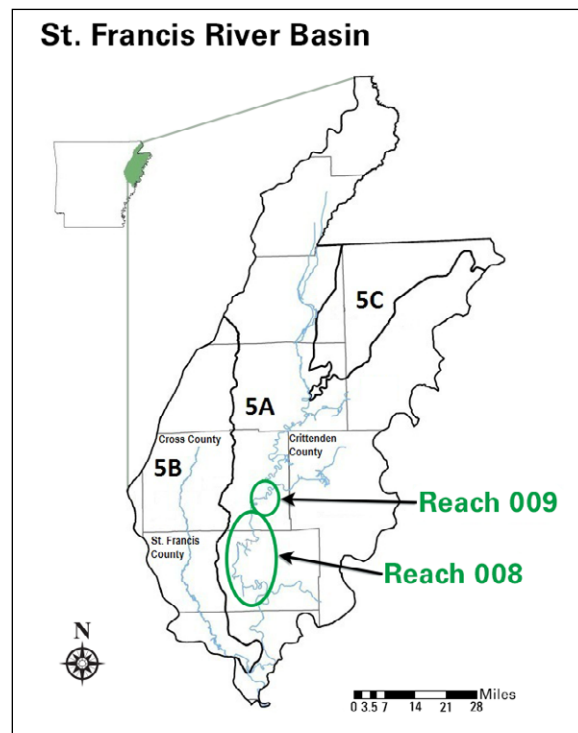 St. Francis River Basin
5C
5A
Cross County
Crittenden
County
5B
Reach 009
St. Francis
County
Reach 008
N
Miles
0 3.5 7 14 21 28